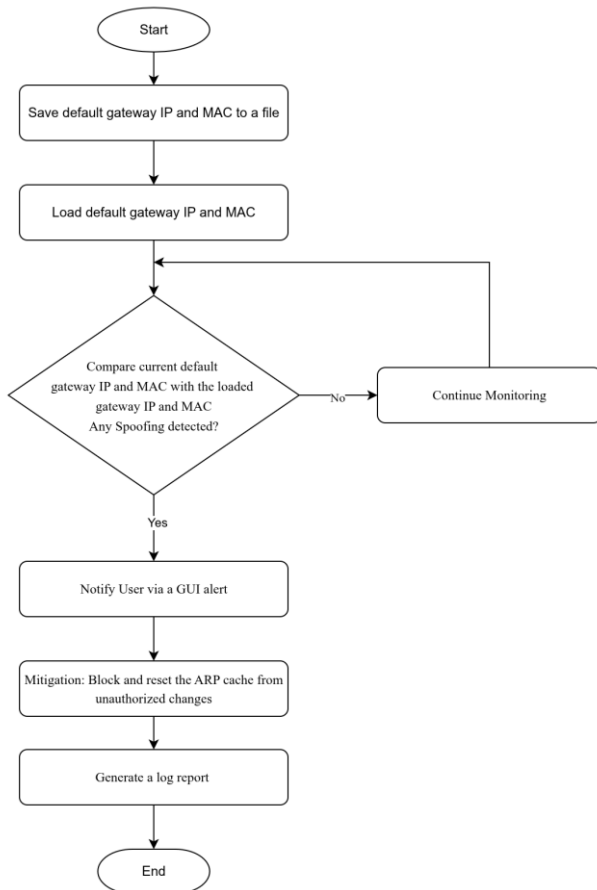 Start
Save default gateway IP and MAC to a file
Load default gateway IP and MAC
Compare current default
gateway IP and MAC with the loaded
gateway IP and MAC
Any Spoofing detected?
No
Continue Monitoring
Yes
Notify User via a GUI alert
Mitigation: Block and reset the ARP cache from
unauthorized changes
Generate a log report
End